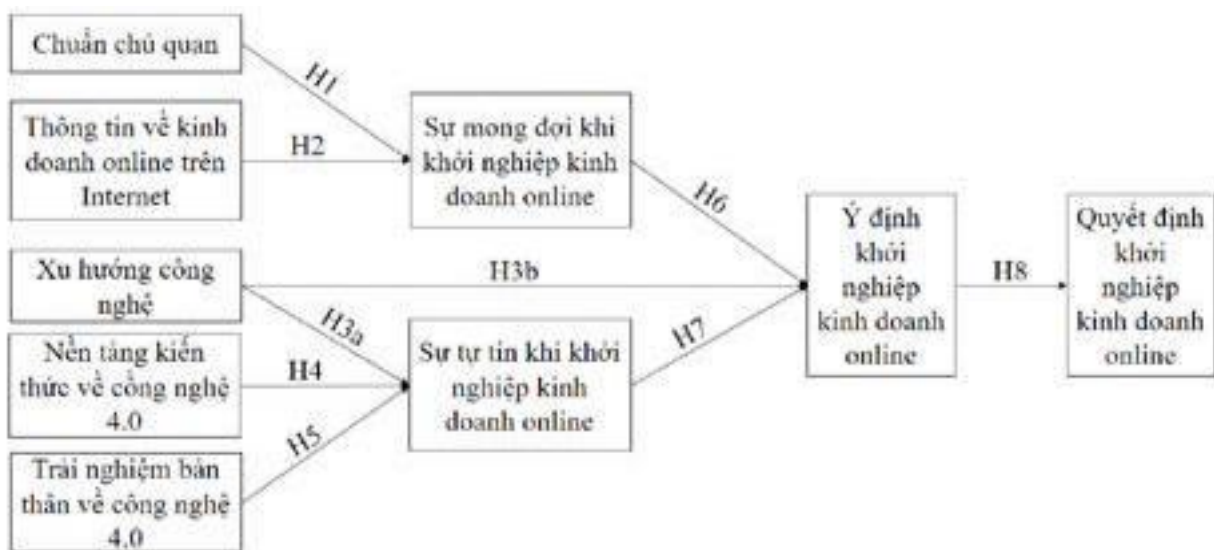 Chuẩn chủ quan
H1
Thông tin về kinh
doanh online trên
Internet
H2
Sự mong đợi khi
khởi nghiệp kinh
doanh online
H6
Xu hướng công
nghệ
H3b
H3a
Ý định
khởi
nghiệp
kinh doanh
online
H8
Quyết định
khởi
nghiệp
kinh doanh
online
Nền tảng kiến
thức về công nghệ
4.0
H4
Sự tự tin khi khởi
nghiệp kinh
doanh online
H7
H5
Trải nghiệm bản
thân về công nghệ
4.0